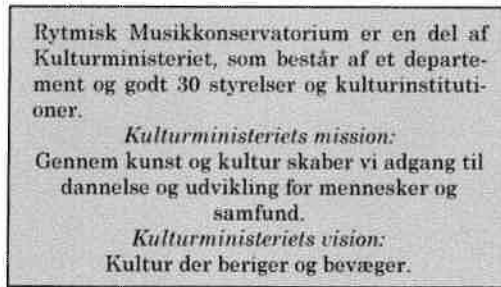 Rytmisk Musikkonservatorium er en del af
Kulturministeriet, som består af et departe-
ment og godt 30 styrelser og kulturinstituti-
oner.
Kulturministeriets mission:
Gennem kunst og kultur skaber vi adgang til
dannelse og udvikling for mennesker og
samfund.
Kulturministeriets vision:
Kultur der beriger og bevæger.